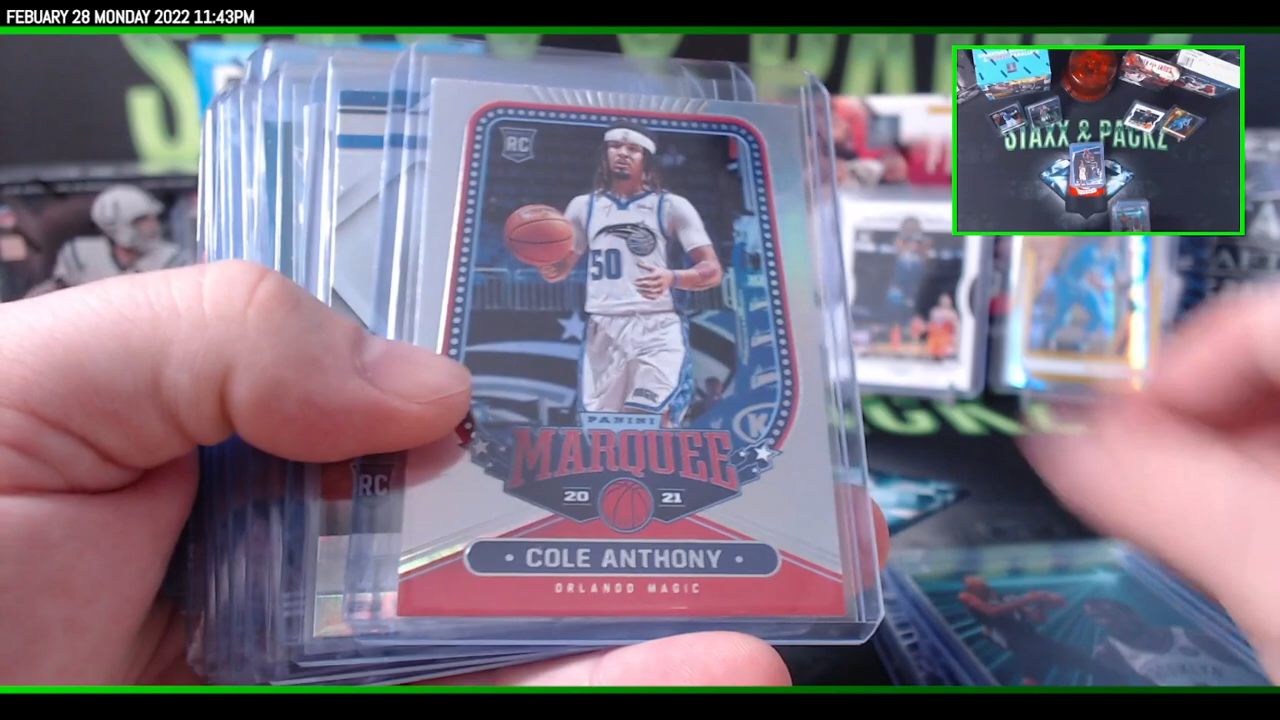 FEBUARY 28 MONDAY 2022 11:43PM
STAXX & PACKZ
RC
50
PANINI
K
MARQUEE
20 21
RC
COLE ANTHONY
ORLANDO MAGIC